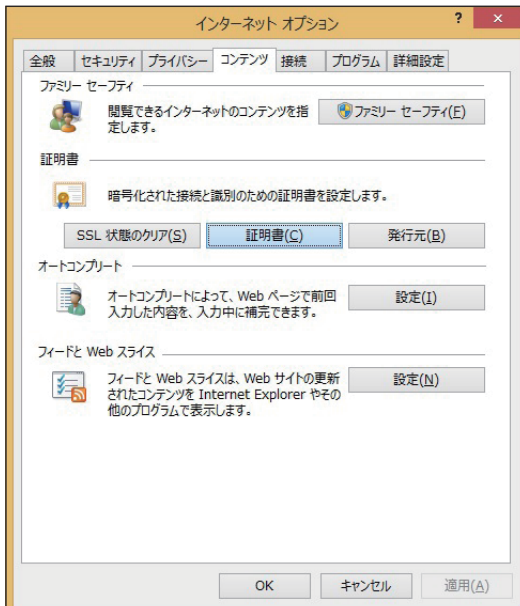 インターネット オプション
? ×
全般 セキュリティ プライバシー コンテンツ 接続 プログラム 詳細設定
ファミリー セーフティ
閲覧できるインターネットのコンテンツを指
定します。
ファミリー セーフティ(F)
証明書
暗号化された接続と識別のための証明書を設定します。
SSL 状態のクリア(S) 証明書(C) 発行元(B)
オートコンプリート
オートコンプリートによって、Web ページで前回
入力した内容を、入力中に補完できます。
設定(I)
フィードと Web スライス
フィードと Web スライスは、Web サイトの更新
されたコンテンツを Internet Explorer やその
他のプログラムで表示します。
設定(N)
OK キャンセル 適用(A)